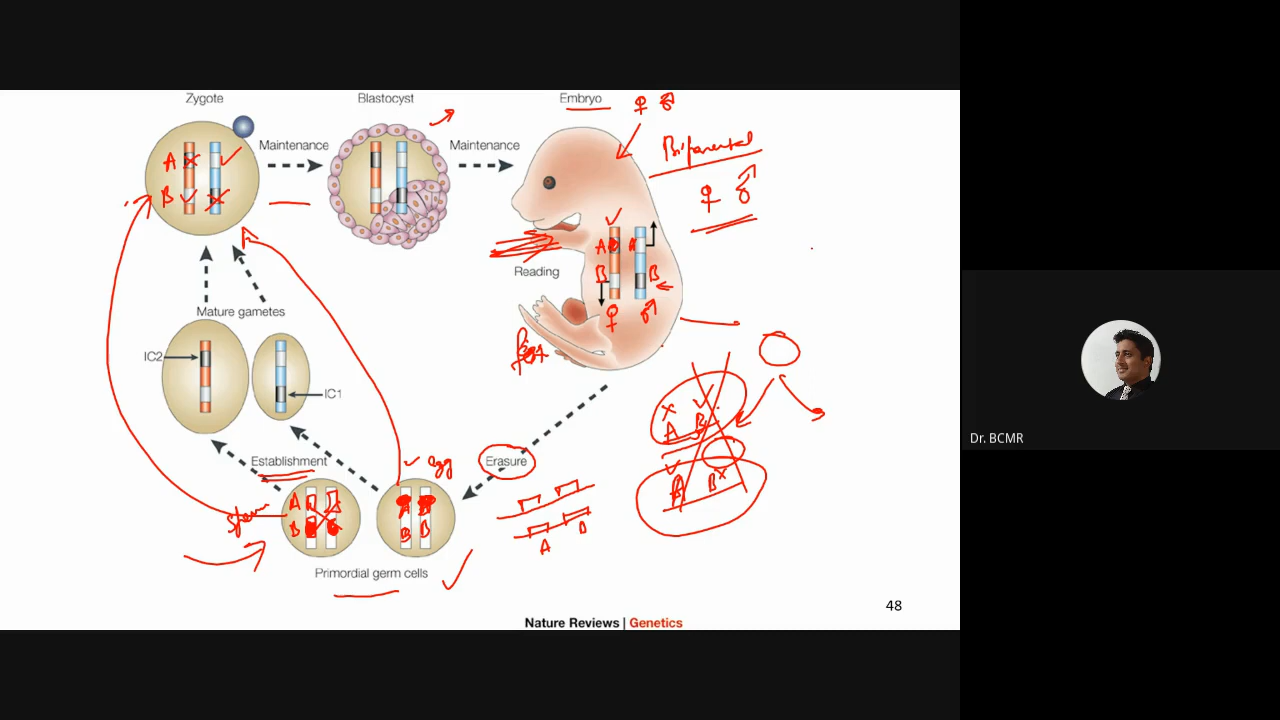 Zygote
Blastocyst
Embryo
♀ ♂
Maintenance
Maintenance
Biparental
♀ ♂
A X ✓
B ✓ X
A A
B B
♀ ♂
Reading
Mature gametes
IC2
IC1
X ✓
A B
✓
A B X
Establishment
✓ egg
Erasure
Sperm
A
B
A A
B B
A B
Primordial germ cells
Dr. BCMR
48
Nature Reviews | Genetics